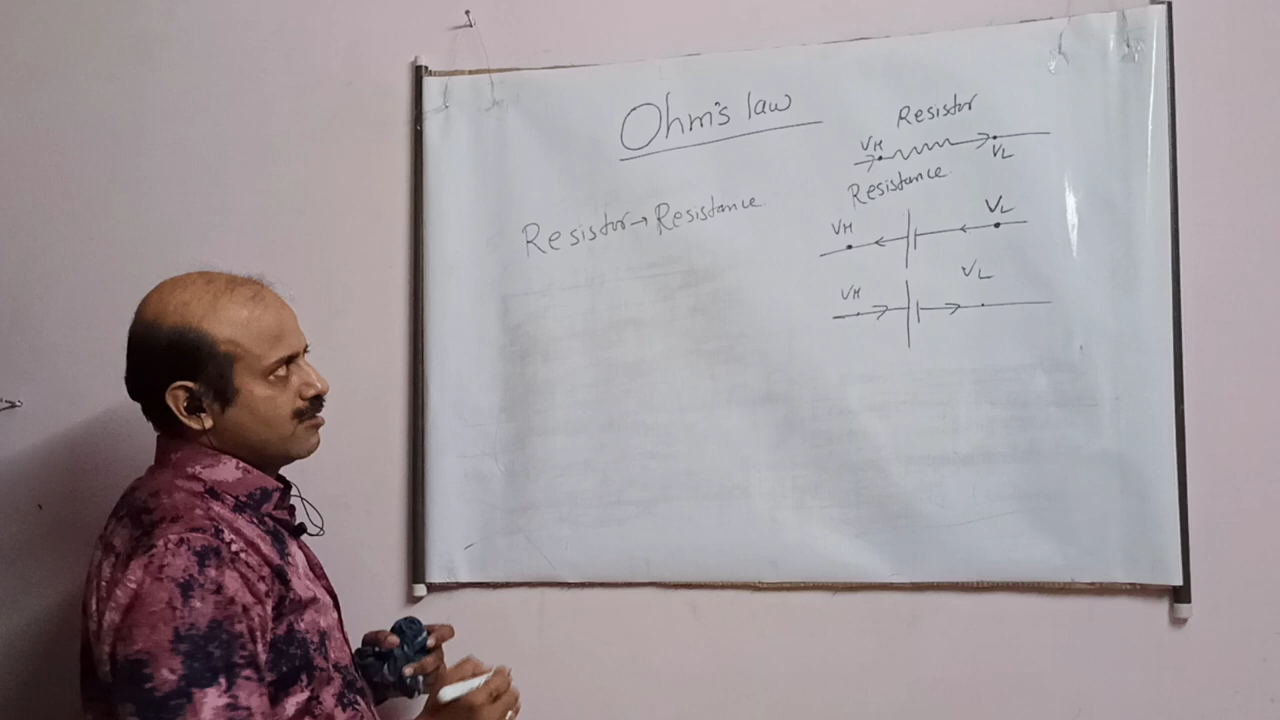 Ohm's law
Resistor → Resistance
Resistor
VH VL
Resistance
VH VL
VH VL